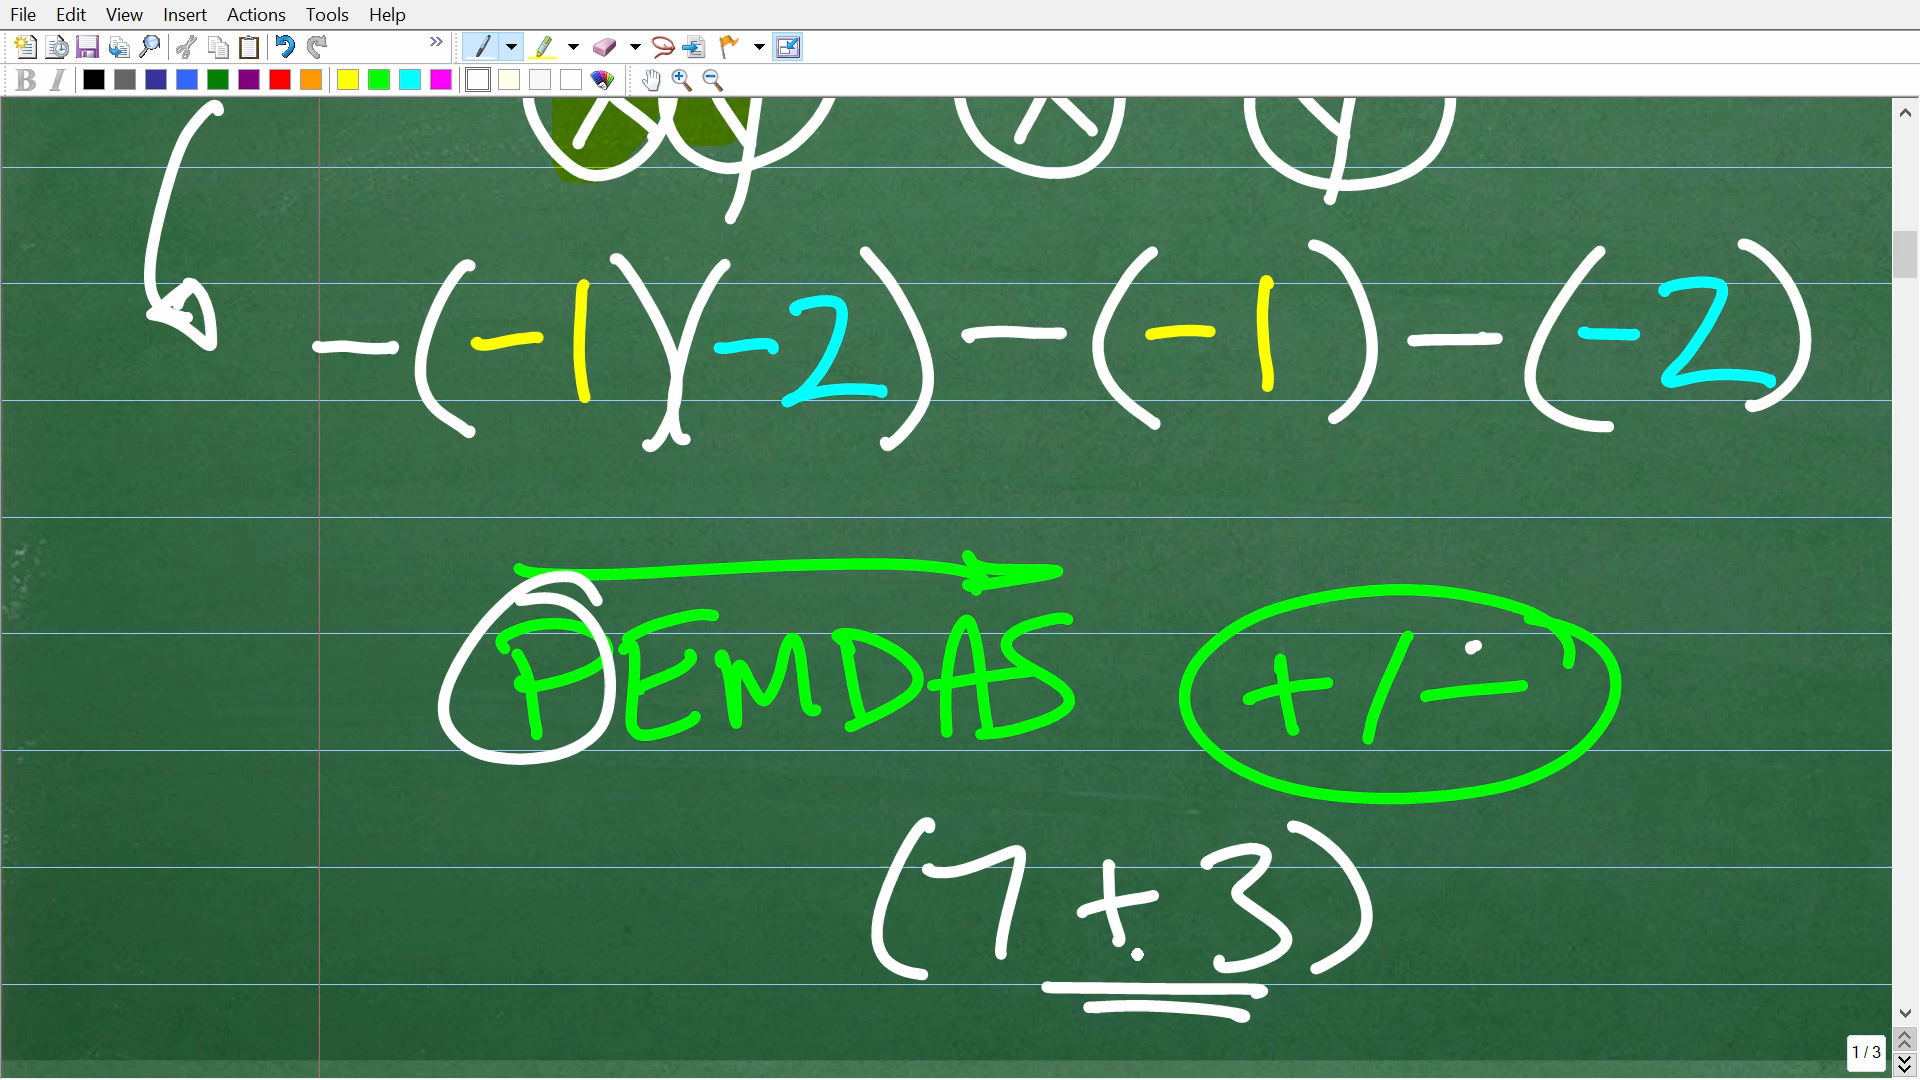 File Edit View Insert Actions Tools Help
B I
x y x y
-(-1)(-2) - (-1) - (-2)
PEMDAS +/-
(7+3)
1 / 3